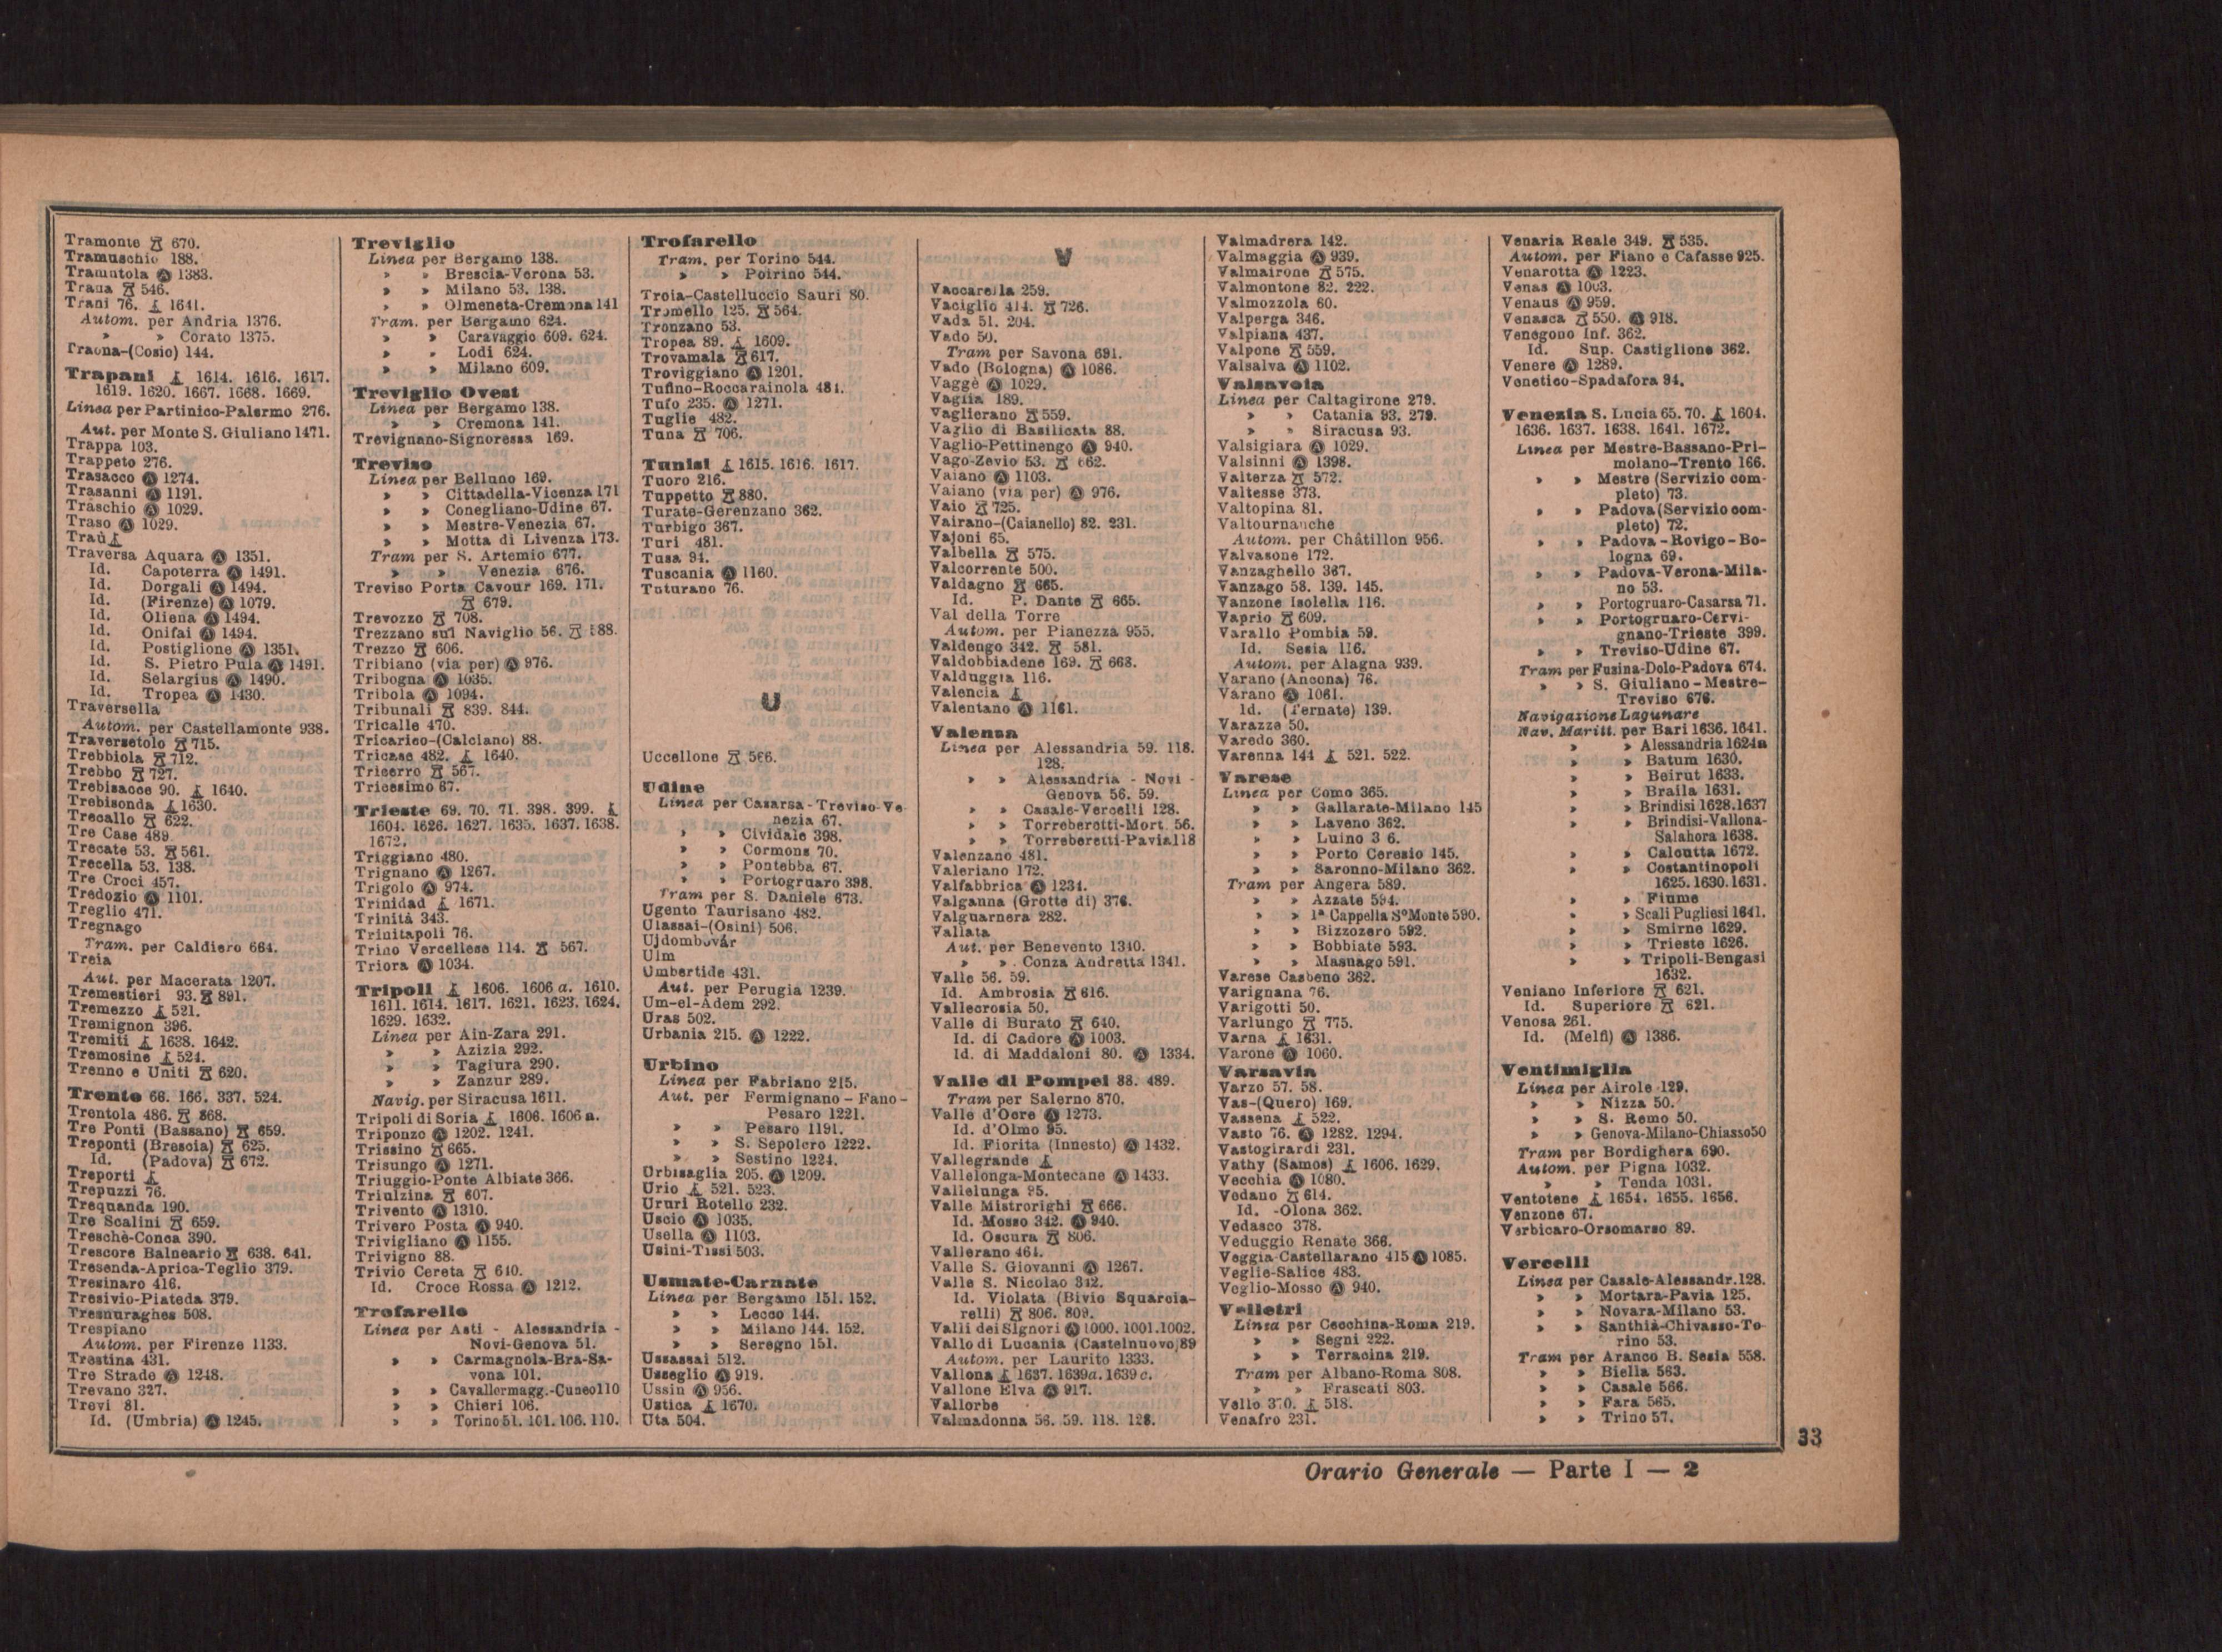 Tramonte 670.
Tramuschio 188.
Tramutola Ⓐ 1383.
Trana 546.
Trani 76. 1641.
Autom. per Andria 1376.
» » Corato 1375.
Traona-(Cosio) 144.
Trapani 1614. 1616. 1617.
1619. 1620. 1667. 1668. 1669.
Linea per Partinico-Palermo 276.
Aut. per Monte S. Giuliano 1471.
Trappa 103.
Trappeto 276.
Trasacco Ⓐ 1274.
Trasanni Ⓐ 1191.
Traschio Ⓐ 1029.
Traso Ⓐ 1029.
Traù
Traversa Aquara Ⓐ 1351.
Id. Capoterra Ⓐ 1491.
Id. Dorgali Ⓐ 1494.
Id. (Firenze) Ⓐ 1079.
Id. Oliena Ⓐ 1494.
Id. Onifai Ⓐ 1494.
Id. Postiglione Ⓐ 1351.
Id. S. Pietro Pula Ⓐ 1491.
Id. Selargius Ⓐ 1490.
Id. Tropea Ⓐ 1430.
Traversella
Autom. per Castellamonte 938.
Traversetolo 715.
Trebbiola 712.
Trebbo 727.
Trebisacce 90. 1640.
Trebisonda 1630.
Trecallo 622.
Tre Case 489.
Trecate 53. 561.
Trecella 53. 138.
Tre Croci 457.
Tredozio Ⓐ 1101.
Treglio 471.
Tregnago
Tram. per Caldiero 664.
Treia
Aut. per Macerata 1207.
Tremestieri 93. 891.
Tremezzo 521.
Tremignon 396.
Tremiti 1638. 1642.
Tremosine 524.
Trenno e Uniti 620.
Trento 66. 166. 337. 524.
Trentola 486. 868.
Tre Ponti (Bassano) 659.
Treponti (Brescia) 625.
Id. (Padova) 672.
Treporti
Trepuzzi 76.
Trequanda 190.
Tre Scalini 659.
Treschè-Conca 390.
Trescore Balneario 638. 641.
Tresenda-Aprica-Teglio 379.
Tresinaro 416.
Tresivio-Piateda 379.
Tresnuraghes 508.
Trespiano
Autom. per Firenze 1133.
Trestina 431.
Tre Strade Ⓐ 1248.
Trevano 327.
Trevi 81.
Id. (Umbria) Ⓐ 1245.
Treviglio
Linea per Bergamo 138.
» » Brescia-Verona 53.
» » Milano 53. 138.
» » Olmeneta-Cremona 141
Tram. per Bergamo 624.
» » Caravaggio 609. 624.
» » Lodi 624.
» » Milano 609.
Treviglio Ovest
Linea per Bergamo 138.
» » Cremona 141.
Trevignano-Signoressa 169.
Treviso
Linea per Belluno 169.
» » Cittadella-Vicenza 171
» » Conegliano-Udine 67.
» » Mestre-Venezia 67.
» » Motta di Livenza 173.
Tram per S. Artemio 677.
» » Venezia 676.
Treviso Porta Cavour 169. 171.
679.
Trevozzo 708.
Trezzano sul Naviglio 56. 588.
Trezzo 606.
Tribiano (via per) Ⓐ 976.
Tribogna Ⓐ 1035.
Tribola Ⓐ 1094.
Tribunali 839. 844.
Tricalle 470.
Tricarico-(Calciano) 88.
Tricase 482. 1640.
Tricerro 567.
Tricesimo 67.
Trieste 69. 70. 71. 398. 399.
1604. 1626. 1627. 1635. 1637. 1638.
1672.
Triggiano 480.
Trignano Ⓐ 1267.
Trigolo Ⓐ 974.
Trinidad 1671.
Trinità 343.
Trinitapoli 76.
Trino Vercellese 114. 567.
Triora Ⓐ 1034.
Tripoli 1606. 1606 a. 1610.
1611. 1614. 1617. 1621. 1623. 1624.
1629. 1632.
Linea per Ain-Zara 291.
» » Azizia 292.
» » Tagiura 290.
» » Zanzur 289.
Navig. per Siracusa 1611.
Tripoli di Soria 1606. 1606 a.
Triponzo Ⓐ 1202. 1241.
Trissino 665.
Trisungo Ⓐ 1271.
Triuggio-Ponte Albiate 366.
Triulzina 607.
Trivento Ⓐ 1310.
Trivero Posta Ⓐ 940.
Trivigliano Ⓐ 1155.
Trivigno 88.
Trivio Cereta 640.
Id. Croce Rossa Ⓐ 1212.
Trofarello
Linea per Asti - Alessandria -
Novi-Genova 51.
» » Carmagnola-Bra-Sa-
vona 101.
» » Cavallermagg.-Cuneo 110
» » Chieri 106.
» » Torino 51. 101. 106. 110.
Trofarello
Tram. per Torino 544.
» » Poirino 544.
Troia-Castelluccio Sauri 80.
Tromello 125. 564.
Tronzano 53.
Tropea 89. 1609.
Trovamala 617.
Troviggiano Ⓐ 1201.
Tufino-Roccarainola 484.
Tufo 235. Ⓐ 1271.
Tuglie 482.
Tuna 706.
Tunisi 1615. 1616. 1617.
Tuoro 216.
Tuppetto 880.
Turate-Gerenzano 362.
Turbigo 367.
Turi 481.
Tusa 94.
Tuscania Ⓐ 1160.
Tuturano 76.
U
Uccellone 566.
Udine
Linea per Casarsa-Treviso-Ve
nezia 67.
» » Cividale 398.
» » Cormons 70.
» » Pontebba 67.
» » Portogruaro 398.
Tram per S. Daniele 673.
Ugento Taurisano 482.
Ulassai-(Osini) 506.
Ujdombovár
Ulm
Umbertide 431.
Aut. per Perugia 1239.
Um-el-Adem 292.
Uras 502.
Urbania 215. Ⓐ 1222.
Urbino
Linea per Fabriano 215.
Aut. per Fermignano - Fano -
Pesaro 1221.
» » Pesaro 1191.
» » S. Sepolcro 1222.
» » Sestino 1224.
Urbisaglia 205. Ⓐ 1209.
Urio 521. 523.
Ururi Rotello 232.
Uscio Ⓐ 1035.
Usella Ⓐ 1103.
Usini-Tissi 503.
Usmate-Carnate
Linea per Bergamo 151. 152.
» » Lecco 144.
» » Milano 144. 152.
» » Seregno 151.
Ussassai 512.
Usseglio Ⓐ 919.
Ussin Ⓐ 956.
Ustica 1670.
Uta 504.
V
Vaccarella 259.
Vaciglio 414. 726.
Vada 51. 204.
Vado 50.
Tram per Savona 691.
Vado (Bologna) Ⓐ 1086.
Vaggè Ⓐ 1029.
Vaglia 189.
Vaglierano 559.
Vaglio di Basilicata 88.
Vaglio-Pettinengo Ⓐ 940.
Vago-Zevio 53. 662.
Vaiano Ⓐ 1103.
Vaiano (via per) Ⓐ 976.
Vaio 725.
Vairano-(Caianello) 82. 231.
Vajoni 65.
Valbella 575.
Valcorrente 500.
Valdagno 665.
Id. P. Dante 665.
Val della Torre
Autom. per Pianezza 955.
Valdengo 342. 581.
Valdobbiadene 169. 668.
Valduggia 116.
Valencia
Valentano Ⓐ 1161.
Valenza
Linea per Alessandria 59. 118.
128.
» » Alessandria - Novi -
Genova 56. 59.
» » Casale-Vercelli 128.
» » Torreberetti-Mort. 56.
» » Torreberetti-Pavia 118
Valenzano 481.
Valeriano 172.
Valfabbrica Ⓐ 1234.
Valganna (Grotte di) 376.
Valguarnera 282.
Vallata
Aut. per Benevento 1340.
» » Conza Andretta 1341.
Valle 56. 59.
Id. Ambrosia 616.
Vallecrosia 50.
Valle di Burato 640.
Id. di Cadore Ⓐ 1003.
Id. di Maddaloni 80. Ⓐ 1334.
Valle di Pompei 88. 489.
Tram per Salerno 870.
Valle d'Ocre Ⓐ 1273.
Id. d'Olmo 95.
Id. Fiorita (Innesto) Ⓐ 1432.
Vallegrande
Vallelonga-Montecane Ⓐ 1433.
Vallelunga 95.
Valle Mistrorighi 666.
Id. Mosso 342. Ⓐ 940.
Id. Oscura 806.
Vallerano 464.
Valle S. Giovanni Ⓐ 1267.
Valle S. Nicolao 342.
Id. Violata (Bivio Squarcia-
relli) 806. 809.
Valli dei Signori Ⓐ 1000. 1001. 1002.
Vallo di Lucania (Castelnuovo) 89
Autom. per Laurito 1333.
Vallona 1637. 1639 a. 1639 c.
Vallone Elva Ⓐ 917.
Vallorbe
Valmadonna 56. 59. 118. 128.
Valmadrera 142.
Valmaggia Ⓐ 939.
Valmairone 575.
Valmontone 82. 222.
Valmozzola 60.
Valperga 346.
Valpiana 437.
Valpone 559.
Valsalva Ⓐ 1102.
Valsavoia
Linea per Caltagirone 279.
» » Catania 93. 279.
» » Siracusa 93.
Valsigiara Ⓐ 1029.
Valsinni Ⓐ 1398.
Valterza 572.
Valtesse 373.
Valtopina 81.
Valtournanche
Autom. per Châtillon 956.
Valvasone 172.
Vanzaghello 367.
Vanzago 58. 139. 145.
Vanzone Isolella 116.
Vaprio 609.
Varallo Pombia 59.
Id. Sesia 116.
Autom. per Alagna 939.
Varano (Ancona) 76.
Varano Ⓐ 1061.
Id. (Ternate) 139.
Varazze 50.
Varedo 360.
Varenna 144 521. 522.
Varese
Linea per Como 365.
» » Gallarate-Milano 145
» » Laveno 362.
» » Luino 3 6.
» » Porto Ceresio 145.
» » Saronno-Milano 362.
Tram per Angera 589.
» » Azzate 594.
» » 1ª Cappella Sº Monte 590.
» » Bizzozero 592.
» » Bobbiate 593.
» » Masnago 591.
Varese Casbeno 362.
Varignana 76.
Varigotti 50.
Varlungo 775.
Varna 1631.
Varone Ⓐ 1060.
Varsavia
Varzo 57. 58.
Vas-(Quero) 169.
Vassena 522.
Vasto 76. Ⓐ 1282. 1294.
Vastogirardi 231.
Vathy (Samos) 1606. 1629.
Vecchia Ⓐ 1080.
Vedano 614.
Id. -Olona 362.
Vedasco 378.
Veduggio Renate 366.
Veggia-Castellarano 415 Ⓐ 1085.
Veglie-Salice 483.
Veglio-Mosso Ⓐ 940.
Velletri
Linea per Cecchina-Roma 219.
» » Segni 222.
» » Terracina 219.
Tram per Albano-Roma 808.
» » Frascati 803.
Vello 370. 518.
Venafro 231.
Venaria Reale 349. 535.
Autom. per Fiano e Cafasse 925.
Venarotta Ⓐ 1223.
Venas Ⓐ 1003.
Venaus Ⓐ 959.
Venasca 550. Ⓐ 918.
Venegono Inf. 362.
Id. Sup. Castiglione 362.
Venere Ⓐ 1289.
Venetico-Spadafora 94.
Venezia S. Lucia 65. 70. 1604.
1636. 1637. 1638. 1641. 1672.
Linea per Mestre-Bassano-Pri-
molano-Trento 166.
» » Mestre (Servizio com-
pleto) 73.
» » Padova (Servizio com-
pleto) 72.
» » Padova - Rovigo - Bo-
logna 69.
» » Padova-Verona-Mila-
no 53.
» » Portogruaro-Casarsa 71.
» » Portogruaro-Cervi-
gnano-Trieste 399.
» » Treviso-Udine 67.
Tram per Fusina-Dolo-Padova 674.
» » S. Giuliano - Mestre-
Treviso 676.
Navigazione Lagunare
Nav. Maritt. per Bari 1636. 1641.
» » Alessandria 1624a
» » Batum 1630.
» » Beirut 1633.
» » Braila 1631.
» » Brindisi 1628. 1637
» » Brindisi-Vallona-
Salahora 1638.
» » Calcutta 1672.
» » Costantinopoli
1625. 1630. 1631.
» » Fiume
» » Scali Pugliesi 1641.
» » Smirne 1629.
» » Trieste 1626.
» » Tripoli-Bengasi
1632.
Veniano Inferiore 621.
Id. Superiore 621.
Venosa 261.
Id. (Melfi) Ⓐ 1386.
Ventimiglia
Linea per Airole 129.
» » Nizza 50.
» » S. Remo 50.
» » Genova-Milano-Chiasso 50
Tram per Bordighera 690.
Autom. per Pigna 1032.
» » Tenda 1031.
Ventotene 1654. 1655. 1656.
Venzone 67.
Verbicaro-Orsomarso 89.
Vercelli
Linea per Casale-Alessandr. 128.
» » Mortara-Pavia 125.
» » Novara-Milano 53.
» » Santhià-Chivasso-To
rino 53.
Tram per Aranco B. Sesia 558.
» » Biella 563.
» » Casale 566.
» » Fara 565.
» » Trino 57.
33
Orario Generale — Parte I — 2